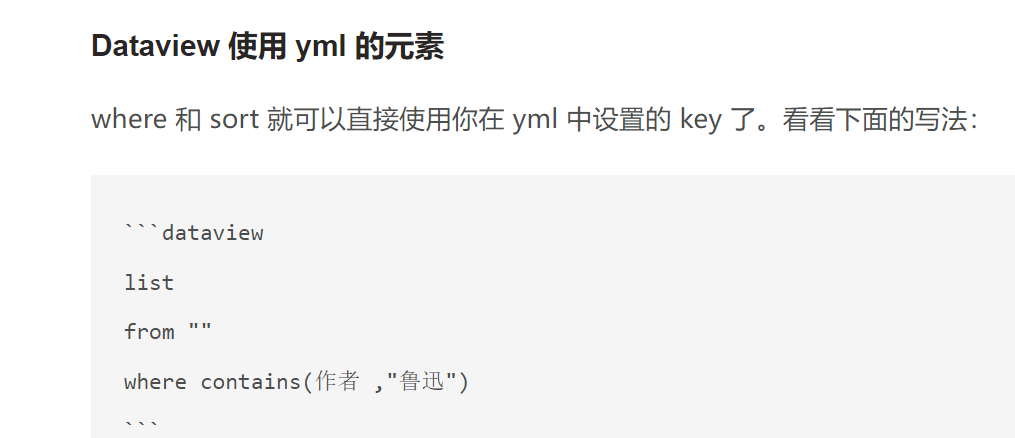 Dataview 使用 yml 的元素
where 和 sort 就可以直接使用你在 yml 中设置的 key 了。看看下面的写法：
```dataview
list
from ""
where contains(作者 ,"鲁迅")
```